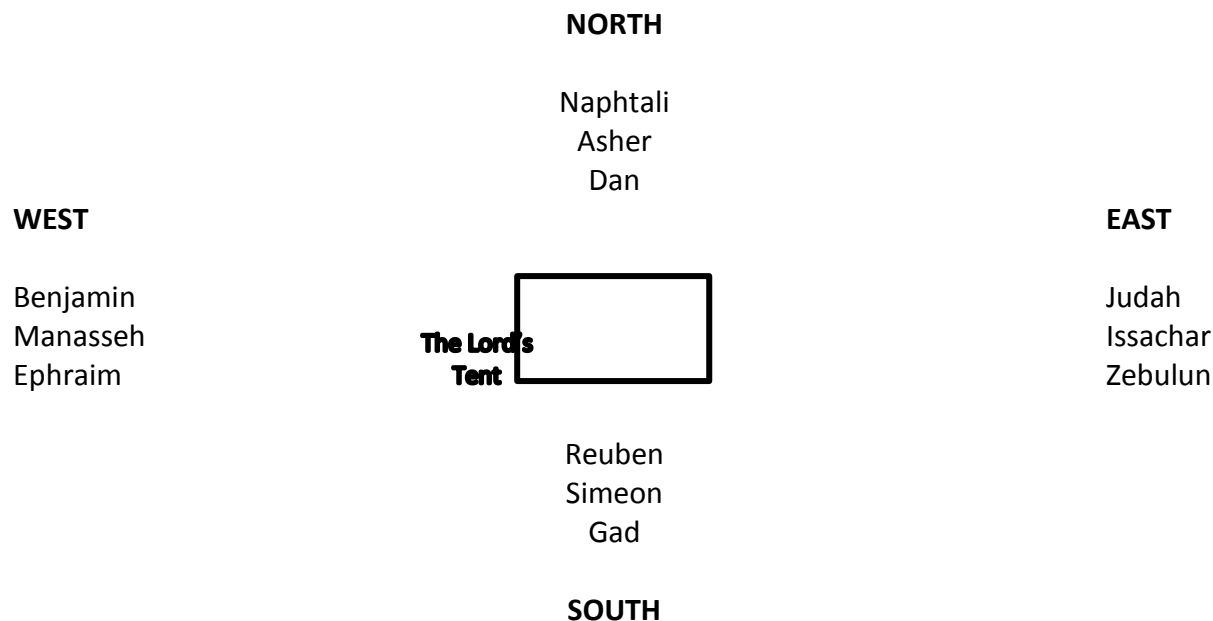 NORTH
Naphtali
Asher
Dan
WEST
EAST
Benjamin
Manasseh
Ephraim
The Lord's
Tent
Judah
Issachar
Zebulun
Reuben
Simeon
Gad
SOUTH